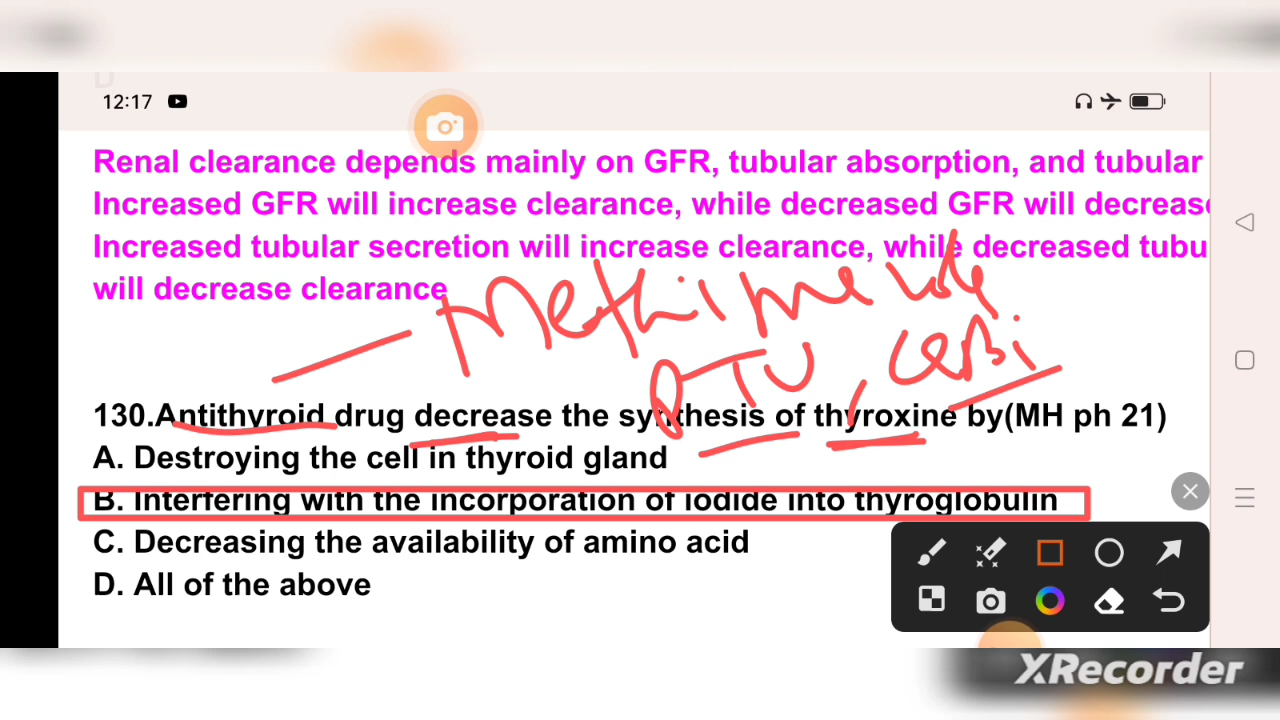 12:17
Renal clearance depends mainly on GFR, tubular absorption, and tubular
Increased GFR will increase clearance, while decreased GFR will decreas
Increased tubular secretion will increase clearance, while decreased tubu
will decrease clearance
Methimazole
PTU,
130.Antithyroid drug decrease the synthesis of thyroxine by(MH ph 21)
A. Destroying the cell in thyroid gland
B. Interfering with the incorporation of iodide into thyroglobulin
C. Decreasing the availability of amino acid
D. All of the above
XRecorder